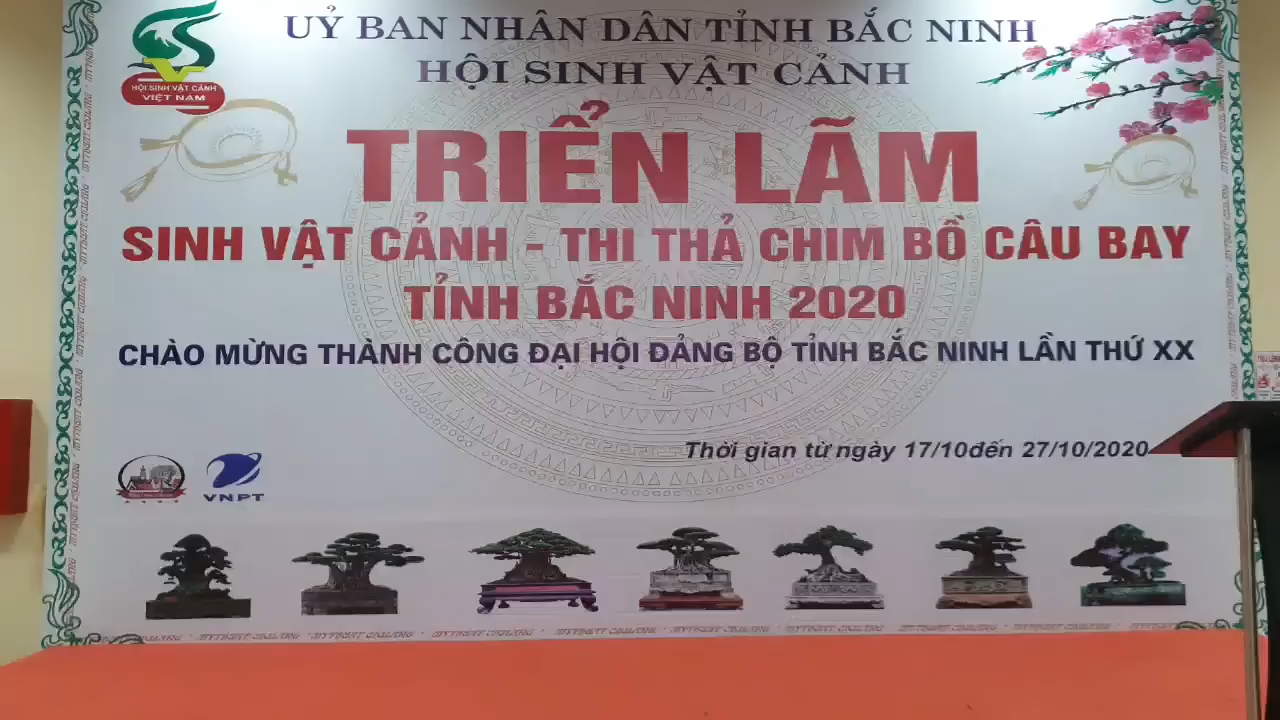 UỶ BAN NHÂN DÂN TỈNH BẮC NINH
HỘI SINH VẬT CẢNH
HỘI SINH VẬT CẢNH
VIỆT NAM
TRIỂN LÃM
SINH VẬT CẢNH - THI THẢ CHIM BỒ CÂU BAY
TỈNH BẮC NINH 2020
CHÀO MỪNG THÀNH CÔNG ĐẠI HỘI ĐẢNG BỘ TỈNH BẮC NINH LẦN THỨ XX
Thời gian từ ngày 17/10đến 27/10/2020
VNPT